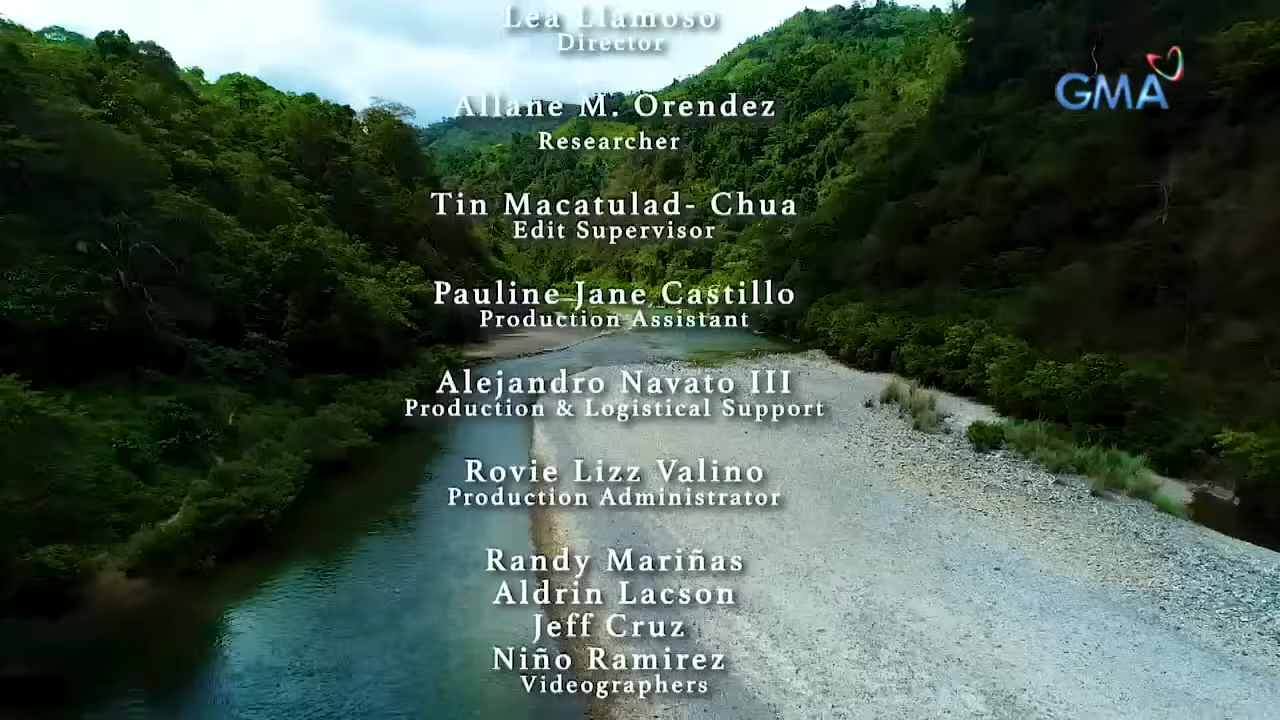 Lea Llamoso
Director
GMA
Allane M. Orendez
Researcher
Tin Macatulad- Chua
Edit Supervisor
Pauline Jane Castillo
Production Assistant
Alejandro Navato III
Production & Logistical Support
Rovie Lizz Valino
Production Administrator
Randy Mariñas
Aldrin Lacson
Jeff Cruz
Niño Ramirez
Videographers